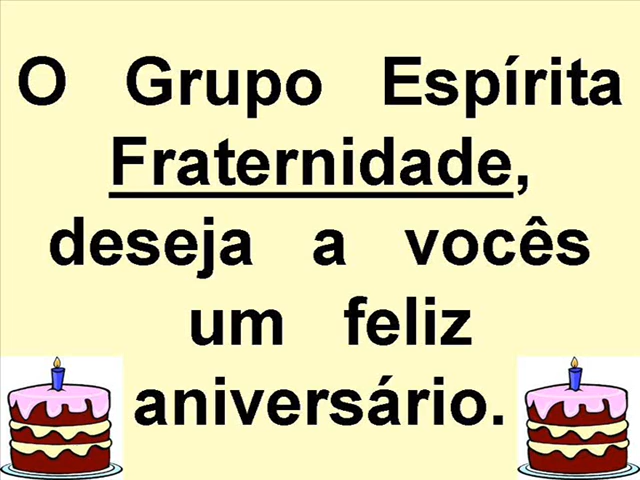 O Grupo Espírita
Fraternidade,
deseja a vocês
um feliz
aniversário.